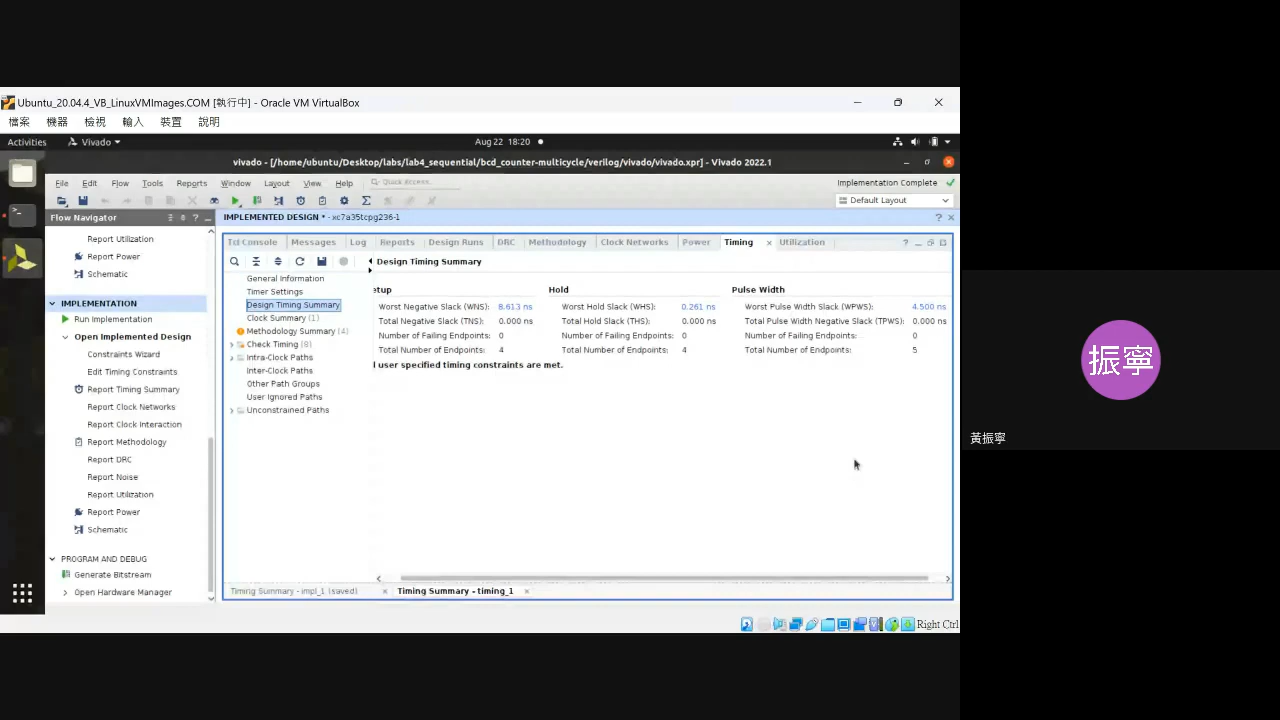 Ubuntu_20.04.4_VB_LinuxVMImages.COM [執行中] - Oracle VM VirtualBox
檔案 機器 檢視 輸入 裝置 說明
Activities Vivado Aug 22 18:20
vivado - [/home/ubuntu/Desktop/labs/lab4_sequential/bcd_counter-multicycle/verilog/vivado/vivado.xpr] - Vivado 2022.1
File Edit Flow Tools Reports Window Layout View Help Quick Access Implementation Complete
Default Layout
Flow Navigator
IMPLEMENTED DESIGN * - xc7a35tcpg236-1
Report Utilization
Report Power
Schematic
IMPLEMENTATION
Run Implementation
Open Implemented Design
Constraints Wizard
Edit Timing Constraints
Report Timing Summary
Report Clock Networks
Report Clock Interaction
Report Methodology
Report DRC
Report Noise
Report Utilization
Report Power
Schematic
PROGRAM AND DEBUG
Generate Bitstream
Open Hardware Manager
Tcl Console Messages Log Reports Design Runs DRC Methodology Clock Networks Power Timing Utilization
Design Timing Summary
General Information
Timer Settings
Design Timing Summary
Clock Summary (1)
Methodology Summary (4)
Check Timing (8)
Intra-Clock Paths
Inter-Clock Paths
Other Path Groups
User Ignored Paths
Unconstrained Paths
etup Hold Pulse Width
Worst Negative Slack (WNS): 8.613 ns Worst Hold Slack (WHS): 0.261 ns Worst Pulse Width Slack (WPWS): 4.500 ns
Total Negative Slack (TNS): 0.000 ns Total Hold Slack (THS): 0.000 ns Total Pulse Width Negative Slack (TPWS): 0.000 ns
Number of Failing Endpoints: 0 Number of Failing Endpoints: 0 Number of Failing Endpoints: 0
Total Number of Endpoints: 4 Total Number of Endpoints: 4 Total Number of Endpoints: 5
l user specified timing constraints are met.
Timing Summary - impl_1 (saved) Timing Summary - timing_1
Right Ctrl
振寧
黃振寧